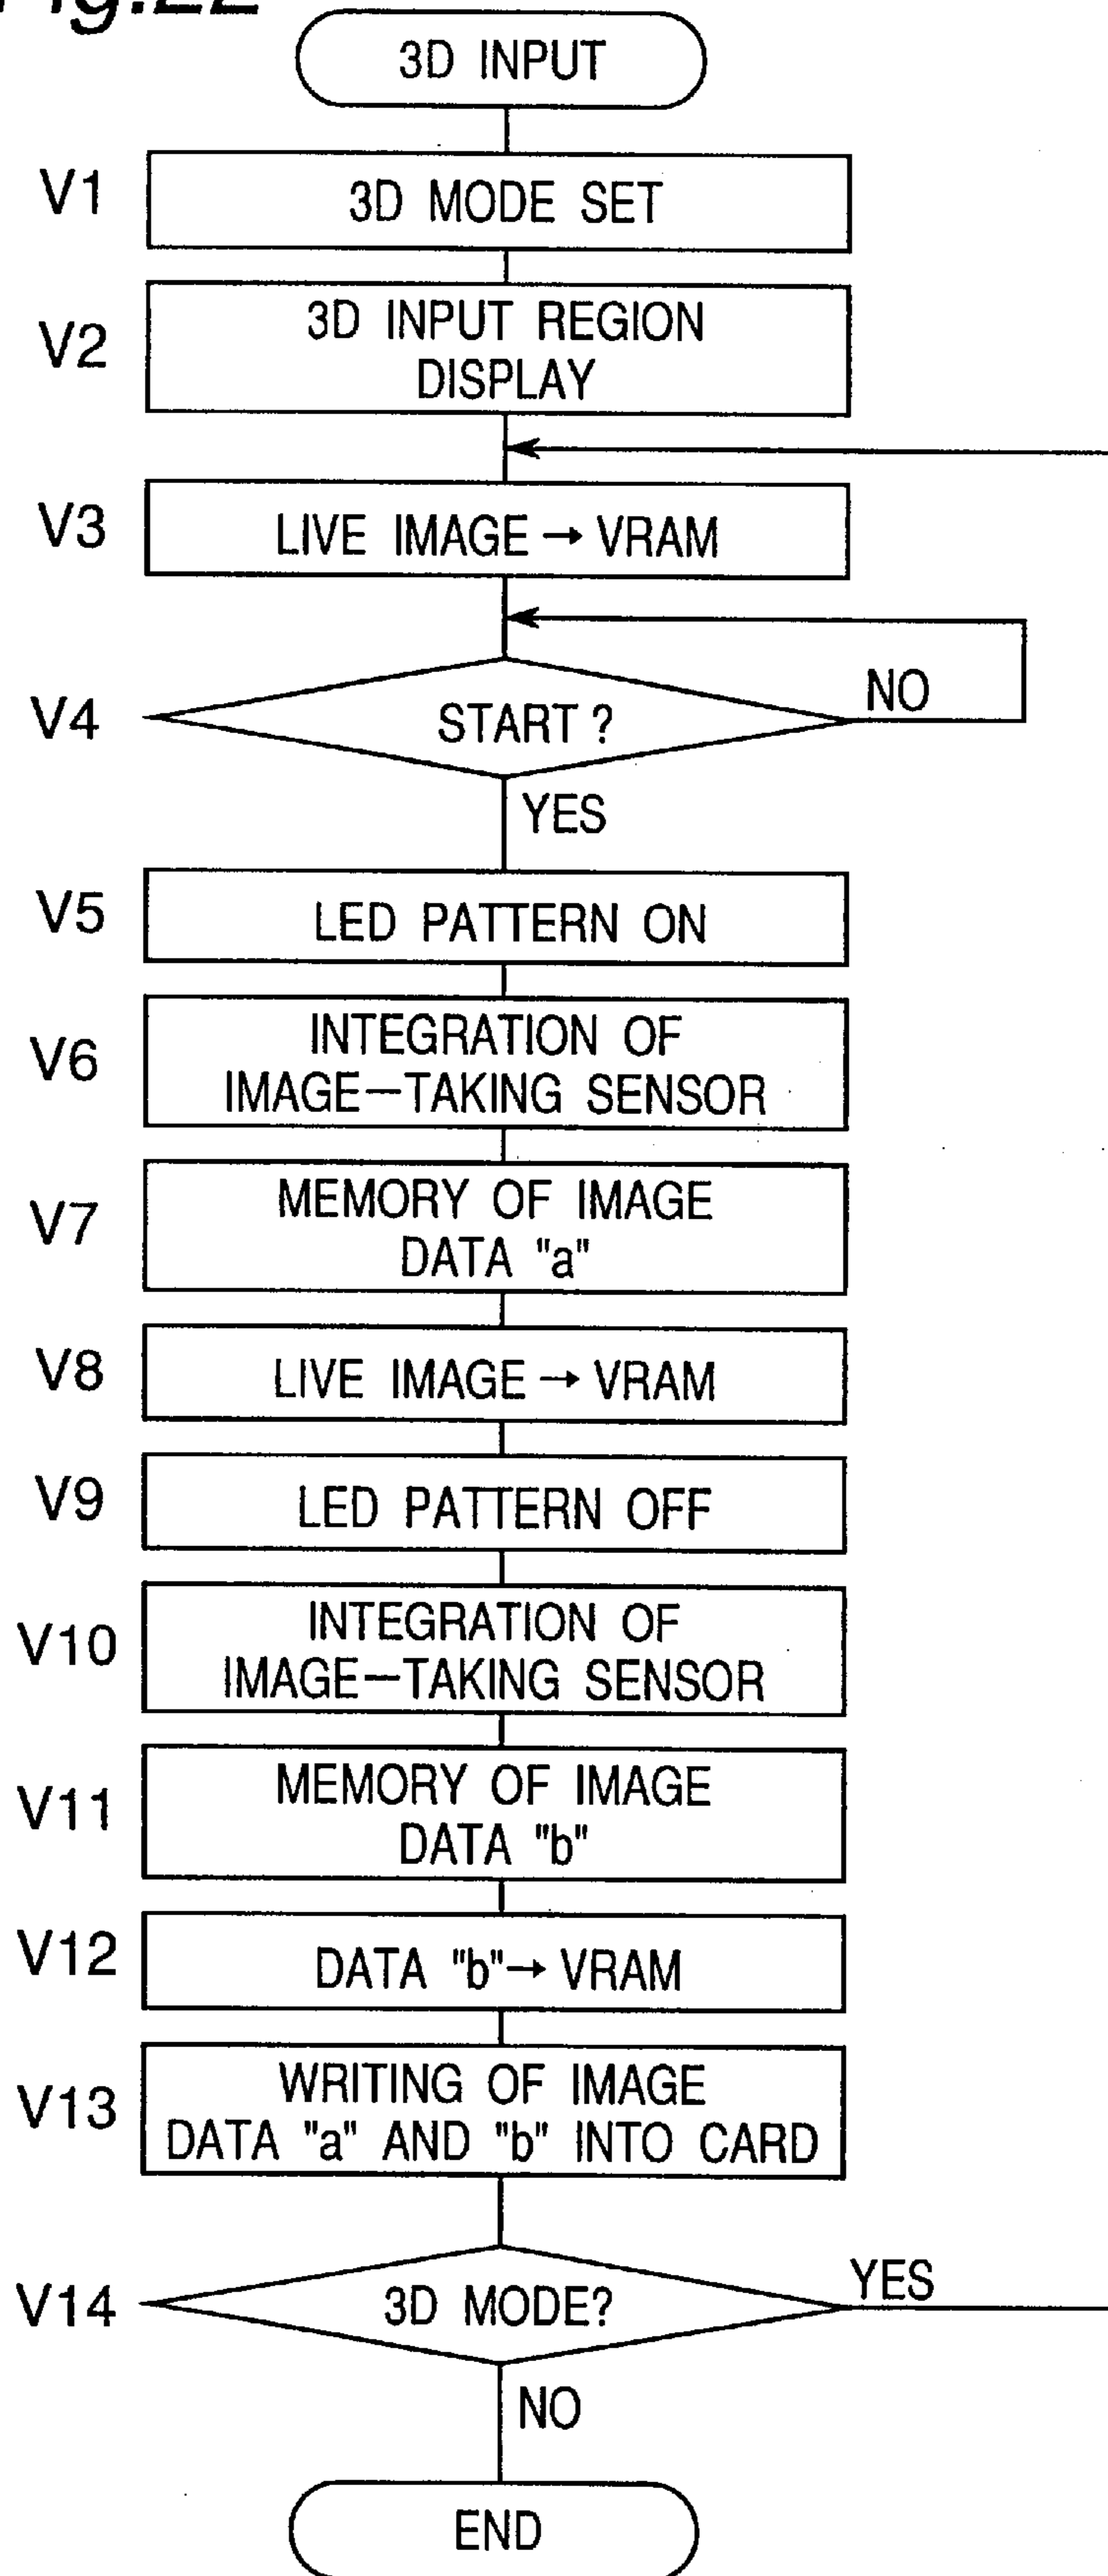 Fig.22
3D INPUT
V1
3D MODE SET
V2
3D INPUT REGION
DISPLAY
V3
LIVE IMAGE → VRAM
V4
START ?
NO
YES
V5
LED PATTERN ON
V6
INTEGRATION OF
IMAGE-TAKING SENSOR
V7
MEMORY OF IMAGE
DATA "a"
V8
LIVE IMAGE → VRAM
V9
LED PATTERN OFF
V10
INTEGRATION OF
IMAGE-TAKING SENSOR
V11
MEMORY OF IMAGE
DATA "b"
V12
DATA "b" → VRAM
V13
WRITING OF IMAGE
DATA "a" AND "b" INTO CARD
V14
3D MODE?
YES
NO
END